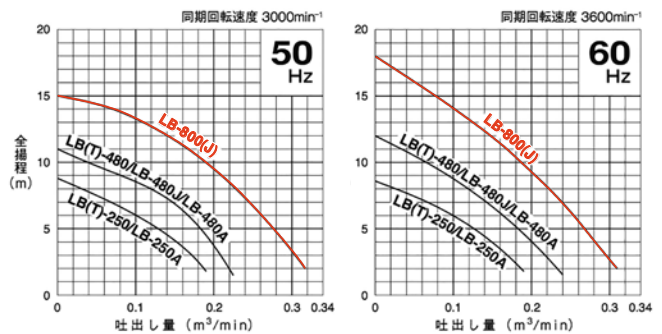 同期回転速度 3000min⁻¹
50
Hz
20
15
10
5
0
全揚程
(m)
LB-800(J)
LB(T)-480/LB-480J/LB-480A
LB(T)-250/LB-250A
0 0.1 0.2 0.3 0.34
吐出し量 (m³/min)
同期回転速度 3600min⁻¹
60
Hz
20
15
10
5
0
LB-800(J)
LB(T)-480/LB-480J/LB-480A
LB(T)-250/LB-250A
0 0.1 0.2 0.3 0.34
吐出し量 (m³/min)